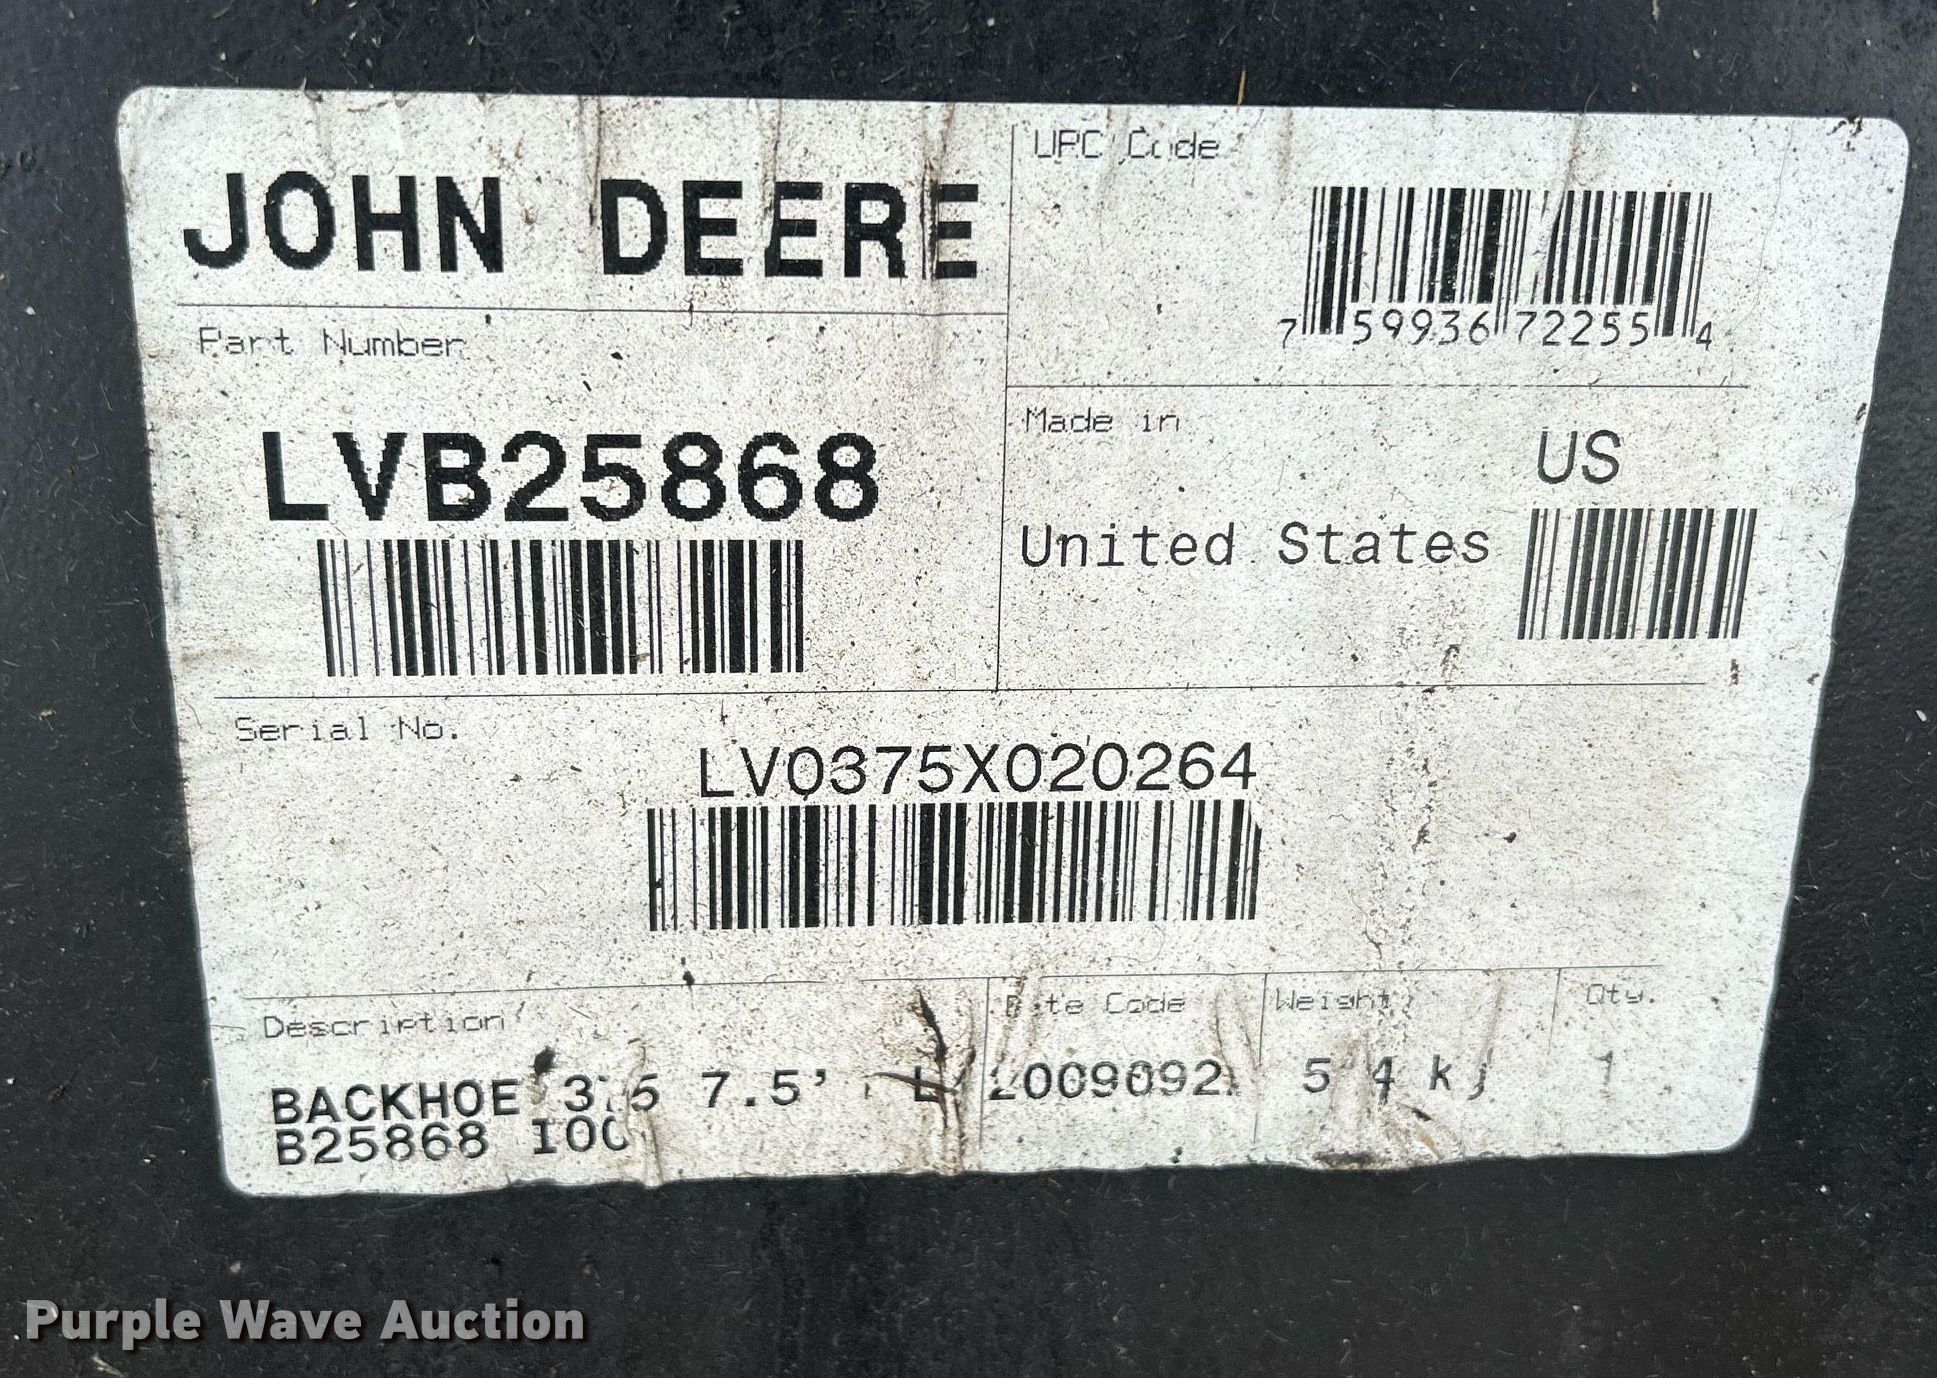 JOHN DEERE
UPC Code
7 59936 72255 4
Part Number
LVB25868
Made in
US
United States
Serial No.
LV0375X020264
Description
Code
Weight
Qty.
BACKHOE 7.5'
1
B25868
Purple Wave Auction